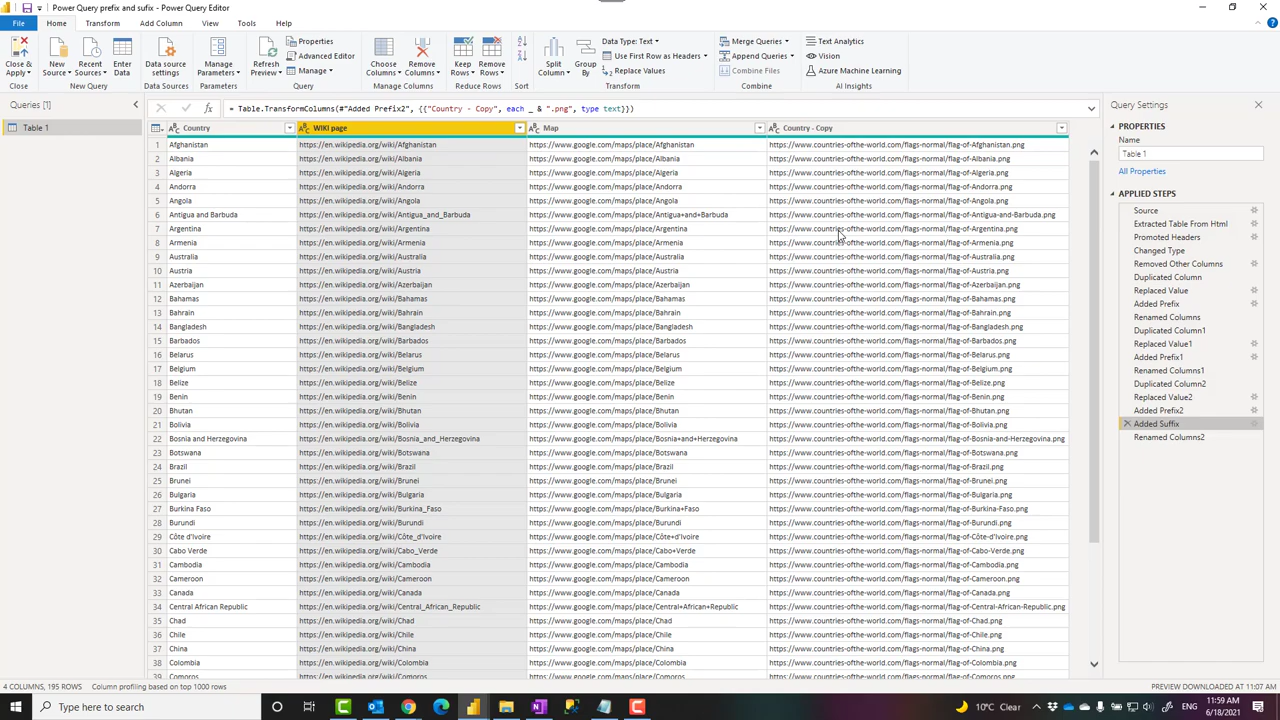 Power Query prefix and sufix - Power Query Editor
File Home Transform Add Column View Tools Help
Close & Apply
New Source
Recent Sources
Enter Data
Data source settings
Manage Parameters
Refresh Preview
Properties
Advanced Editor
Manage
Choose Columns
Remove Columns
Keep Rows
Remove Rows
Split Column
Group By
Data Type: Text
Use First Row as Headers
Replace Values
Merge Queries
Append Queries
Combine Files
Text Analytics
Vision
Azure Machine Learning
Close New Query Data Sources Parameters Query Manage Columns Reduce Rows Sort Transform Combine AI Insights
Queries [1]
Table 1
fx = Table.TransformColumns(#"Added Prefix2", {{"Country - Copy", each _ & ".png", type text}})
Country WIKI page Map Country - Copy
1 Afghanistan https://en.wikipedia.org/wiki/Afghanistan https://www.google.com/maps/place/Afghanistan https://www.countries-ofthe-world.com/flags-normal/flag-of-Afghanistan.png
2 Albania https://en.wikipedia.org/wiki/Albania https://www.google.com/maps/place/Albania https://www.countries-ofthe-world.com/flags-normal/flag-of-Albania.png
3 Algeria https://en.wikipedia.org/wiki/Algeria https://www.google.com/maps/place/Algeria https://www.countries-ofthe-world.com/flags-normal/flag-of-Algeria.png
4 Andorra https://en.wikipedia.org/wiki/Andorra https://www.google.com/maps/place/Andorra https://www.countries-ofthe-world.com/flags-normal/flag-of-Andorra.png
5 Angola https://en.wikipedia.org/wiki/Angola https://www.google.com/maps/place/Angola https://www.countries-ofthe-world.com/flags-normal/flag-of-Angola.png
6 Antigua and Barbuda https://en.wikipedia.org/wiki/Antigua_and_Barbuda https://www.google.com/maps/place/Antigua+and+Barbuda https://www.countries-ofthe-world.com/flags-normal/flag-of-Antigua-and-Barbuda.png
7 Argentina https://en.wikipedia.org/wiki/Argentina https://www.google.com/maps/place/Argentina https://www.countries-ofthe-world.com/flags-normal/flag-of-Argentina.png
8 Armenia https://en.wikipedia.org/wiki/Armenia https://www.google.com/maps/place/Armenia https://www.countries-ofthe-world.com/flags-normal/flag-of-Armenia.png
9 Australia https://en.wikipedia.org/wiki/Australia https://www.google.com/maps/place/Australia https://www.countries-ofthe-world.com/flags-normal/flag-of-Australia.png
10 Austria https://en.wikipedia.org/wiki/Austria https://www.google.com/maps/place/Austria https://www.countries-ofthe-world.com/flags-normal/flag-of-Austria.png
11 Azerbaijan https://en.wikipedia.org/wiki/Azerbaijan https://www.google.com/maps/place/Azerbaijan https://www.countries-ofthe-world.com/flags-normal/flag-of-Azerbaijan.png
12 Bahamas https://en.wikipedia.org/wiki/Bahamas https://www.google.com/maps/place/Bahamas https://www.countries-ofthe-world.com/flags-normal/flag-of-Bahamas.png
13 Bahrain https://en.wikipedia.org/wiki/Bahrain https://www.google.com/maps/place/Bahrain https://www.countries-ofthe-world.com/flags-normal/flag-of-Bahrain.png
14 Bangladesh https://en.wikipedia.org/wiki/Bangladesh https://www.google.com/maps/place/Bangladesh https://www.countries-ofthe-world.com/flags-normal/flag-of-Bangladesh.png
15 Barbados https://en.wikipedia.org/wiki/Barbados https://www.google.com/maps/place/Barbados https://www.countries-ofthe-world.com/flags-normal/flag-of-Barbados.png
16 Belarus https://en.wikipedia.org/wiki/Belarus https://www.google.com/maps/place/Belarus https://www.countries-ofthe-world.com/flags-normal/flag-of-Belarus.png
17 Belgium https://en.wikipedia.org/wiki/Belgium https://www.google.com/maps/place/Belgium https://www.countries-ofthe-world.com/flags-normal/flag-of-Belgium.png
18 Belize https://en.wikipedia.org/wiki/Belize https://www.google.com/maps/place/Belize https://www.countries-ofthe-world.com/flags-normal/flag-of-Belize.png
19 Benin https://en.wikipedia.org/wiki/Benin https://www.google.com/maps/place/Benin https://www.countries-ofthe-world.com/flags-normal/flag-of-Benin.png
20 Bhutan https://en.wikipedia.org/wiki/Bhutan https://www.google.com/maps/place/Bhutan https://www.countries-ofthe-world.com/flags-normal/flag-of-Bhutan.png
21 Bolivia https://en.wikipedia.org/wiki/Bolivia https://www.google.com/maps/place/Bolivia https://www.countries-ofthe-world.com/flags-normal/flag-of-Bolivia.png
22 Bosnia and Herzegovina https://en.wikipedia.org/wiki/Bosnia_and_Herzegovina https://www.google.com/maps/place/Bosnia+and+Herzegovina https://www.countries-ofthe-world.com/flags-normal/flag-of-Bosnia-and-Herzegovina.png
23 Botswana https://en.wikipedia.org/wiki/Botswana https://www.google.com/maps/place/Botswana https://www.countries-ofthe-world.com/flags-normal/flag-of-Botswana.png
24 Brazil https://en.wikipedia.org/wiki/Brazil https://www.google.com/maps/place/Brazil https://www.countries-ofthe-world.com/flags-normal/flag-of-Brazil.png
25 Brunei https://en.wikipedia.org/wiki/Brunei https://www.google.com/maps/place/Brunei https://www.countries-ofthe-world.com/flags-normal/flag-of-Brunei.png
26 Bulgaria https://en.wikipedia.org/wiki/Bulgaria https://www.google.com/maps/place/Bulgaria https://www.countries-ofthe-world.com/flags-normal/flag-of-Bulgaria.png
27 Burkina Faso https://en.wikipedia.org/wiki/Burkina_Faso https://www.google.com/maps/place/Burkina+Faso https://www.countries-ofthe-world.com/flags-normal/flag-of-Burkina-Faso.png
28 Burundi https://en.wikipedia.org/wiki/Burundi https://www.google.com/maps/place/Burundi https://www.countries-ofthe-world.com/flags-normal/flag-of-Burundi.png
29 Côte d'Ivoire https://en.wikipedia.org/wiki/Côte_d'Ivoire https://www.google.com/maps/place/Côte+d'Ivoire https://www.countries-ofthe-world.com/flags-normal/flag-of-Côte-d'Ivoire.png
30 Cabo Verde https://en.wikipedia.org/wiki/Cabo_Verde https://www.google.com/maps/place/Cabo+Verde https://www.countries-ofthe-world.com/flags-normal/flag-of-Cabo-Verde.png
31 Cambodia https://en.wikipedia.org/wiki/Cambodia https://www.google.com/maps/place/Cambodia https://www.countries-ofthe-world.com/flags-normal/flag-of-Cambodia.png
32 Cameroon https://en.wikipedia.org/wiki/Cameroon https://www.google.com/maps/place/Cameroon https://www.countries-ofthe-world.com/flags-normal/flag-of-Cameroon.png
33 Canada https://en.wikipedia.org/wiki/Canada https://www.google.com/maps/place/Canada https://www.countries-ofthe-world.com/flags-normal/flag-of-Canada.png
34 Central African Republic https://en.wikipedia.org/wiki/Central_African_Republic https://www.google.com/maps/place/Central+African+Republic https://www.countries-ofthe-world.com/flags-normal/flag-of-Central-African-Republic.png
35 Chad https://en.wikipedia.org/wiki/Chad https://www.google.com/maps/place/Chad https://www.countries-ofthe-world.com/flags-normal/flag-of-Chad.png
36 Chile https://en.wikipedia.org/wiki/Chile https://www.google.com/maps/place/Chile https://www.countries-ofthe-world.com/flags-normal/flag-of-Chile.png
37 China https://en.wikipedia.org/wiki/China https://www.google.com/maps/place/China https://www.countries-ofthe-world.com/flags-normal/flag-of-China.png
38 Colombia https://en.wikipedia.org/wiki/Colombia https://www.google.com/maps/place/Colombia https://www.countries-ofthe-world.com/flags-normal/flag-of-Colombia.png
39 Comoros https://en.wikipedia.org/wiki/Comoros https://www.google.com/maps/place/Comoros https://www.countries-ofthe-world.com/flags-normal/flag-of-Comoros.png
Query Settings
PROPERTIES
Name
Table 1
All Properties
APPLIED STEPS
Source
Extracted Table From Html
Promoted Headers
Changed Type
Removed Other Columns
Duplicated Column
Replaced Value
Added Prefix
Renamed Columns
Duplicated Column1
Replaced Value1
Added Prefix1
Renamed Columns1
Duplicated Column2
Replaced Value2
Added Prefix2
Added Suffix
Renamed Columns2
4 COLUMNS, 195 ROWS Column profiling based on top 1000 rows
PREVIEW DOWNLOADED AT 11:07 AM
Type here to search
10°C Clear
11:59 AM
6/18/2021